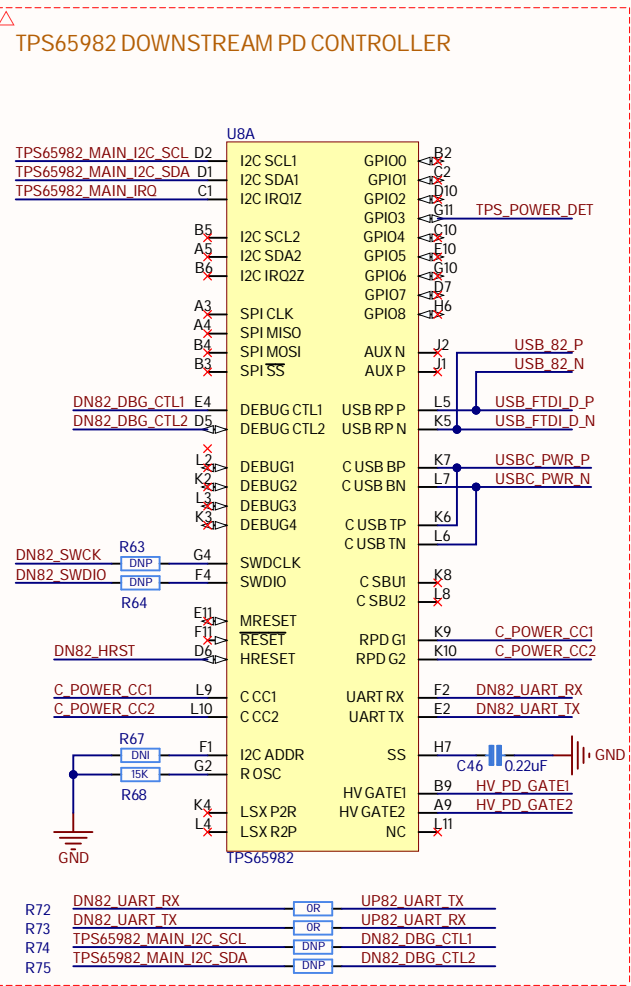 TPS65982 DOWNSTREAM PD CONTROLLER
U8A
TPS65982_MAIN_I2C_SCL D2 I2C SCL1 GPIO0 B2
TPS65982_MAIN_I2C_SDA D1 I2C SDA1 GPIO1 C2
TPS65982_MAIN_IRQ C1 I2C IRQ1Z GPIO2 D10
GPIO3 G11 TPS_POWER_DET
B5 I2C SCL2 GPIO4 C10
A5 I2C SDA2 GPIO5 E10
B6 I2C IRQ2Z GPIO6 G10
GPIO7 D7
A3 SPI CLK GPIO8 H6
A4 SPI MISO
B4 SPI MOSI AUX N J2 USB_82_P
B3 SPI SS AUX P J1 USB_82_N
DN82_DBG_CTL1 E4 DEBUG CTL1 USB RP P L5 USB_FTDI_D_P
DN82_DBG_CTL2 D5 DEBUG CTL2 USB RP N K5 USB_FTDI_D_N
L2 DEBUG1 C USB BP K7 USBC_PWR_P
K2 DEBUG2 C USB BN L7 USBC_PWR_N
L3 DEBUG3
K3 DEBUG4 C USB TP K6
C USB TN L6
R63
DN82_SWCK DNP G4 SWDCLK
DN82_SWDIO DNP F4 SWDIO C SBU1 K8
R64 C SBU2 L8
E11 MRESET
F11 RESET RPD G1 K9 C_POWER_CC1
DN82_HRST D6 HRESET RPD G2 K10 C_POWER_CC2
C_POWER_CC1 L9 C CC1 UART RX F2 DN82_UART_RX
C_POWER_CC2 L10 C CC2 UART TX E2 DN82_UART_TX
R67
DNI F1 I2C ADDR SS H7 C46 0.22uF GND
15K G2 R OSC
R68 HV GATE1 B9 HV_PD_GATE1
K4 LSX P2R HV GATE2 A9 HV_PD_GATE2
L4 LSX R2P NC L11
GND TPS65982
R72 DN82_UART_RX 0R UP82_UART_TX
R73 DN82_UART_TX 0R UP82_UART_RX
R74 TPS65982_MAIN_I2C_SCL DNP DN82_DBG_CTL1
R75 TPS65982_MAIN_I2C_SDA DNP DN82_DBG_CTL2